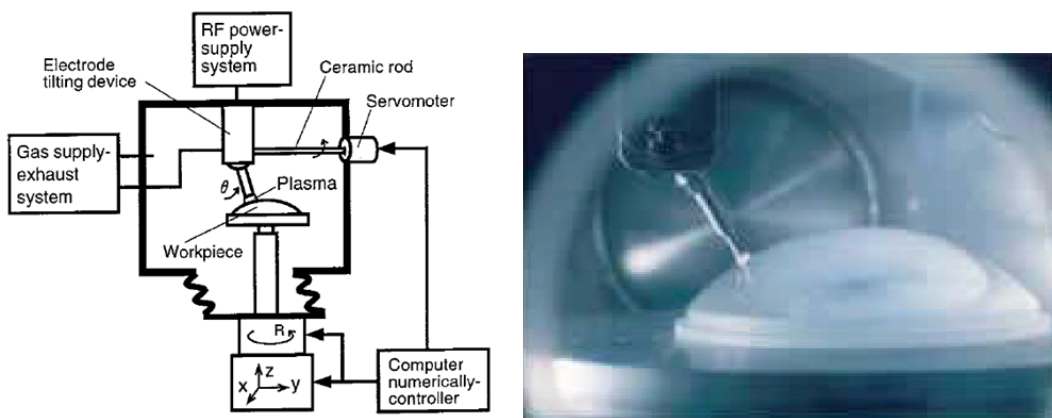 RF power-
supply
system
Electrode
tilting device
Ceramic rod
Servomoter
Gas supply-
exhaust
system
θ
Plasma
Workpiece
R
z
x
y
Computer
numerically-
controller